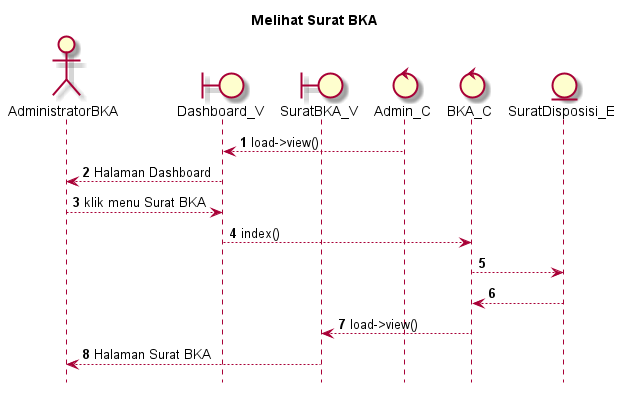 Melihat Surat BKA
AdministratorBKA Dashboard_V SuratBKA_V Admin_C BKA_C SuratDisposisi_E
1 load->view()
2 Halaman Dashboard
3 klik menu Surat BKA
4 index()
5
6
7 load->view()
8 Halaman Surat BKA